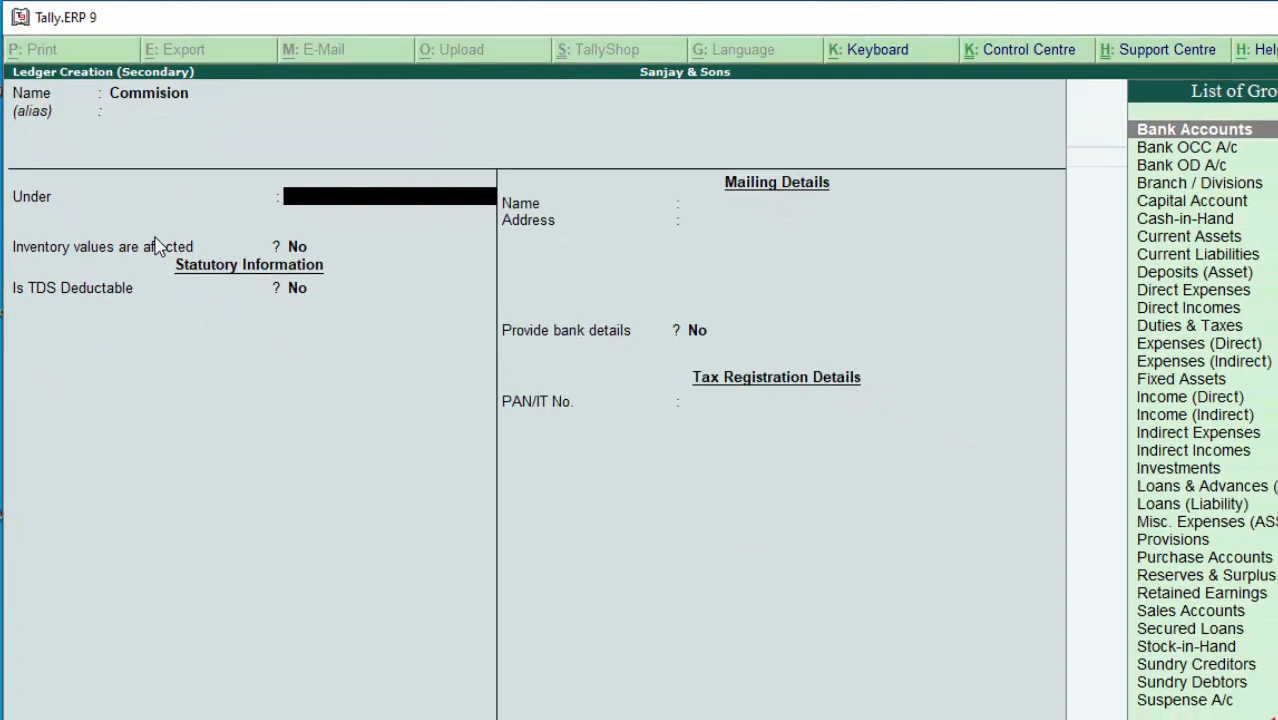 Tally.ERP 9
P: Print E: Export M: E-Mail O: Upload S: TallyShop G: Language K: Keyboard K: Control Centre H: Support Centre H: Hel
Ledger Creation (Secondary) Sanjay & Sons
Name : Commision
(alias) :
Under :
Inventory values are affected ? No
Statutory Information
Is TDS Deductable ? No
Mailing Details
Name :
Address :
Provide bank details ? No
Tax Registration Details
PAN/IT No. :
List of Gro
Bank Accounts
Bank OCC A/c
Bank OD A/c
Branch / Divisions
Capital Account
Cash-in-Hand
Current Assets
Current Liabilities
Deposits (Asset)
Direct Expenses
Direct Incomes
Duties & Taxes
Expenses (Direct)
Expenses (Indirect)
Fixed Assets
Income (Direct)
Income (Indirect)
Indirect Expenses
Indirect Incomes
Investments
Loans & Advances (
Loans (Liability)
Misc. Expenses (ASS
Provisions
Purchase Accounts
Reserves & Surplus
Retained Earnings
Sales Accounts
Secured Loans
Stock-in-Hand
Sundry Creditors
Sundry Debtors
Suspense A/c